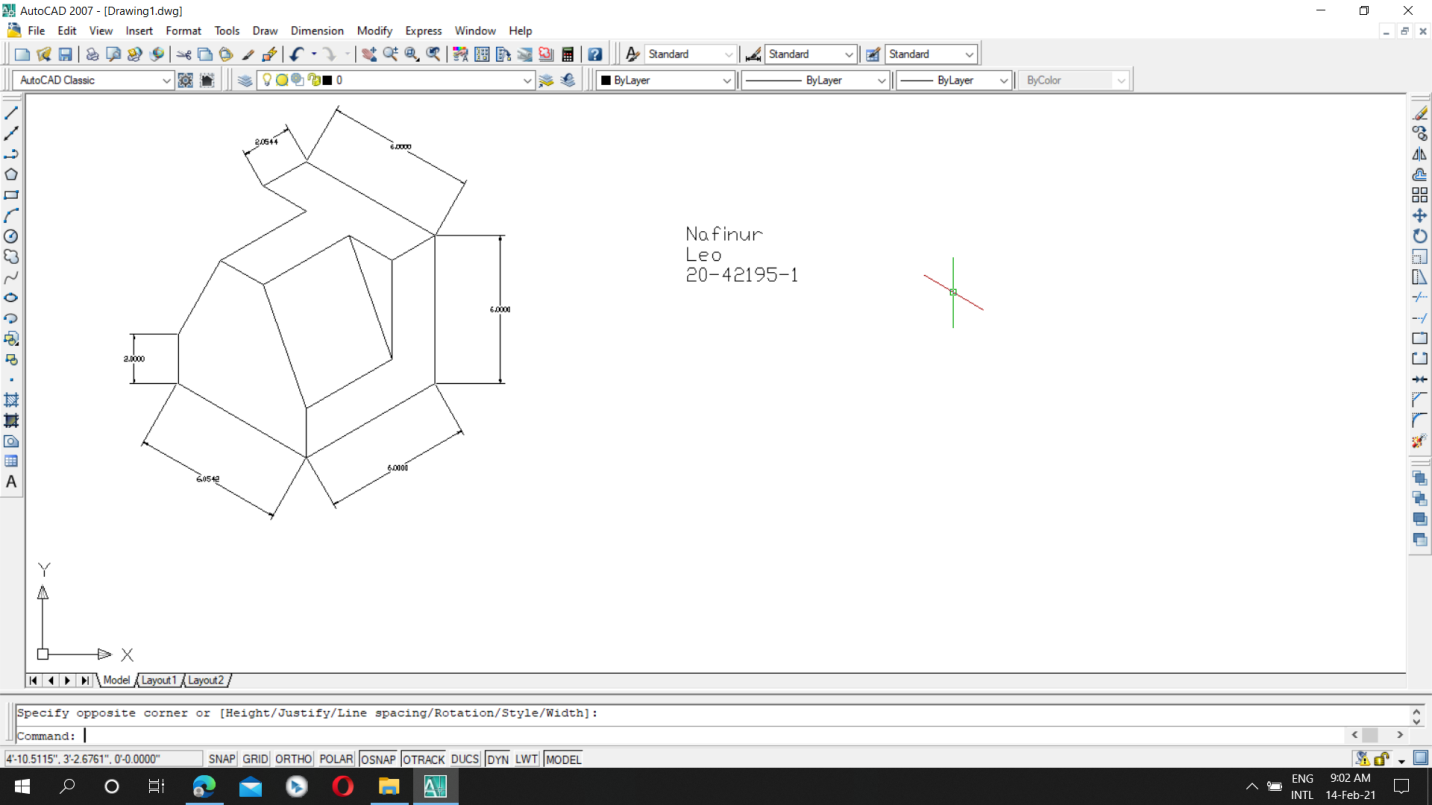 AutoCAD 2007 - [Drawing1.dwg]
File Edit View Insert Format Tools Draw Dimension Modify Express Window Help
Standard Standard Standard
AutoCAD Classic 0 ByLayer ByLayer ByLayer ByColor
2.0544
6.0000
Nafinur
Leo
20-42195-1
6.0000
2.0000
6.0000
6.0542
Y
X
Model Layout1 Layout2
Specify opposite corner or [Height/Justify/Line spacing/Rotation/Style/Width]:
Command:
4'-10.5115", 3'-2.6761", 0'-0.0000" SNAP GRID ORTHO POLAR OSNAP OTRACK DUCS DYN LWT MODEL
ENG 9:02 AM
INTL 14-Feb-21